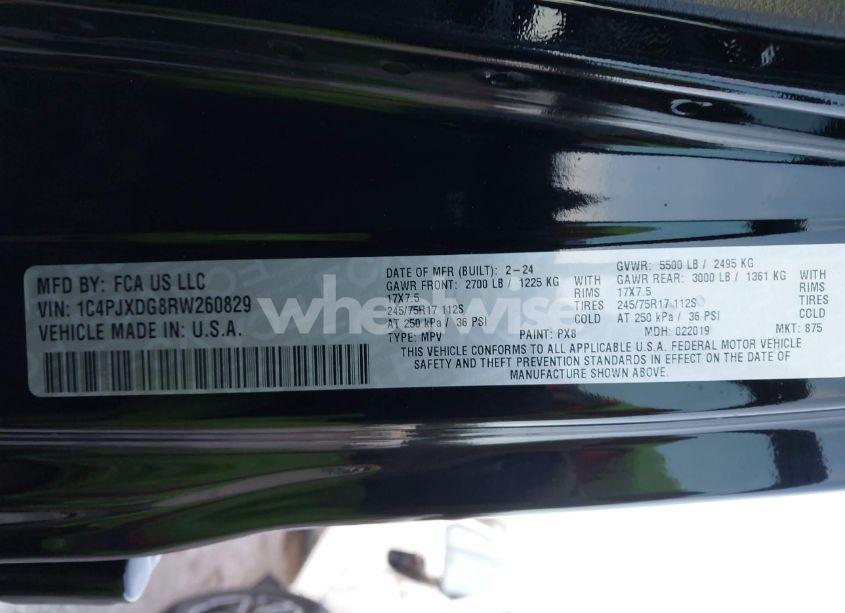 MFD BY: FCA US LLC
VIN: 1C4PJXDG8RW260829
VEHICLE MADE IN: U.S.A.
DATE OF MFR (BUILT): 2-24 GVWR: 5500 LB / 2495 KG
GAWR FRONT: 2700 LB / 1225 KG WITH GAWR REAR: 3000 LB / 1361 KG WITH
17X7.5 RIMS 17X7.5 RIMS
245/75R17 112S TIRES 245/75R17 112S TIRES
AT 250 kPa / 36 PSI COLD AT 250 kPa / 36 PSI COLD
TYPE: MPV PAINT: PX8 MDH: 022019 MKT: 875
THIS VEHICLE CONFORMS TO ALL APPLICABLE U.S.A. FEDERAL MOTOR VEHICLE
SAFETY AND THEFT PREVENTION STANDARDS IN EFFECT ON THE DATE OF
MANUFACTURE SHOWN ABOVE.
wheelwise